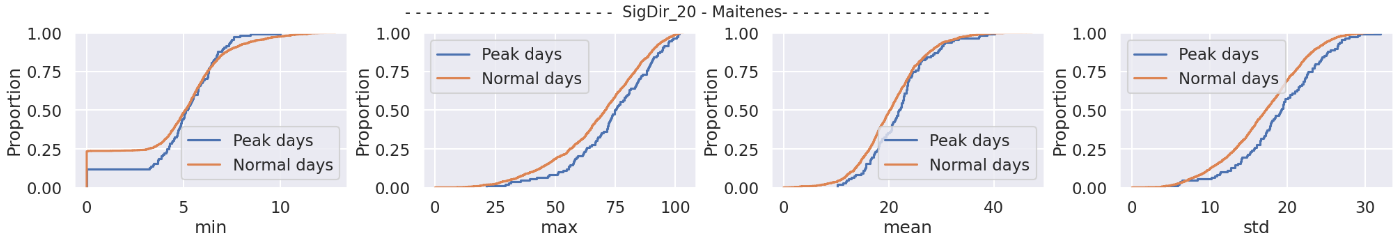 - - - - - - - - - - - - - - - - - - - - - - - - - SigDir_20 - Maitenes- - - - - - - - - - - - - - - - - - - - - - - - -
Proportion
1.00
0.75
0.50
0.25
0.00
Peak days
Normal days
0 5 10
min
Proportion
1.00
0.75
0.50
0.25
0.00
Peak days
Normal days
0 25 50 75 100
max
Proportion
1.00
0.75
0.50
0.25
0.00
Peak days
Normal days
0 20 40
mean
Proportion
1.00
0.75
0.50
0.25
0.00
Peak days
Normal days
0 10 20 30
std